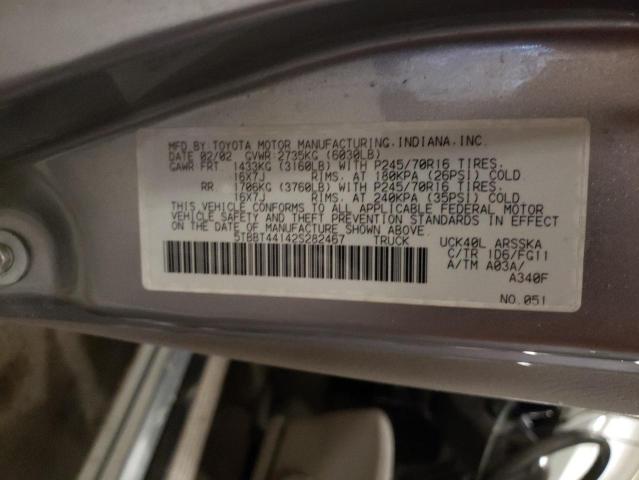 MFD.BY TOYOTA MOTOR MANUFACTURING,INDIANA,INC.
DATE 02/02 GVWR 2735KG (6030LB)
GAWR FRT 1433KG (3160LB) WITH P245/70R16 TIRES,
16X7J RIMS, AT 180KPA (26PSI) COLD
RR 1706KG (3760LB) WITH P245/70R16 TIRES,
16X7J RIMS, AT 240KPA (35PSI) COLD
THIS VEHICLE CONFORMS TO ALL APPLICABLE FEDERAL MOTOR
VEHICLE SAFETY AND THEFT PREVENTION STANDARDS IN EFFECT
ON THE DATE OF MANUFACTURE SHOWN ABOVE.
5TBBT44142S282467 TRUCK UCK40L ARSSKA
C/TR 1D6/FG11
A/TM A03A/
A340F
NO.051